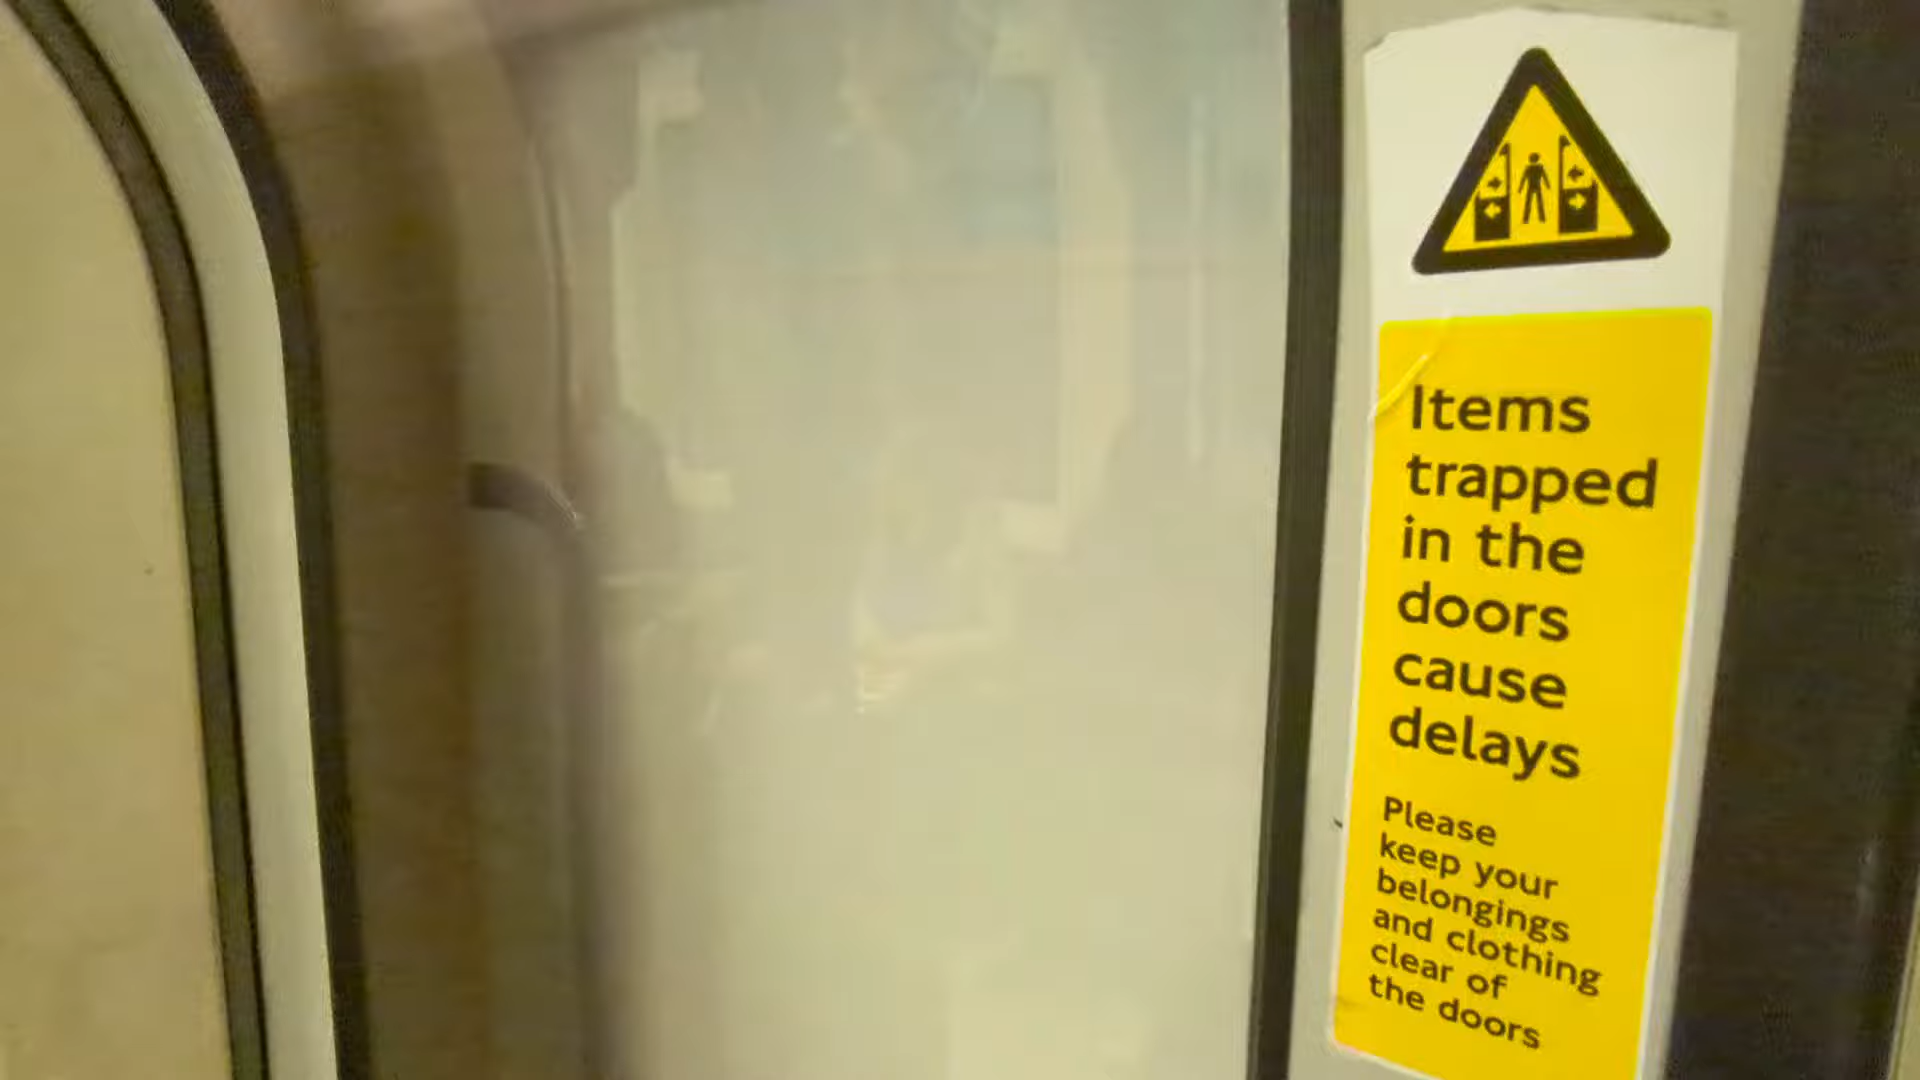 Items
trapped
in the
doors
cause
delays
Please
keep your
belongings
and clothing
clear of
the doors